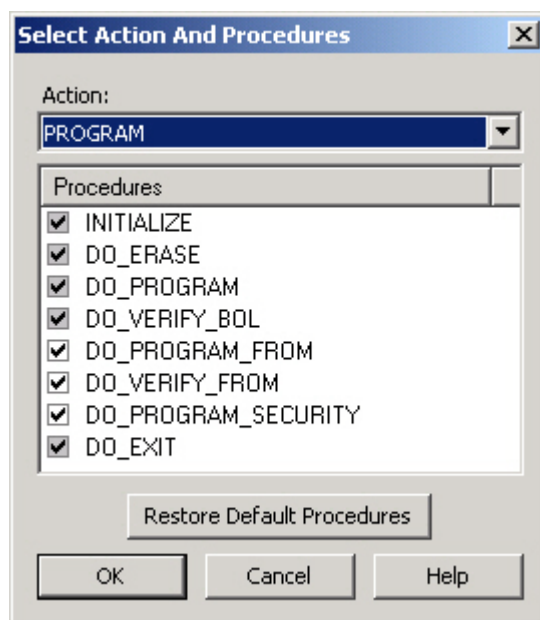 Select Action And Procedures
Action:
PROGRAM
Procedures
INITIALIZE
DO_ERASE
DO_PROGRAM
DO_VERIFY_BOL
DO_PROGRAM_FROM
DO_VERIFY_FROM
DO_PROGRAM_SECURITY
DO_EXIT
Restore Default Procedures
OK Cancel Help